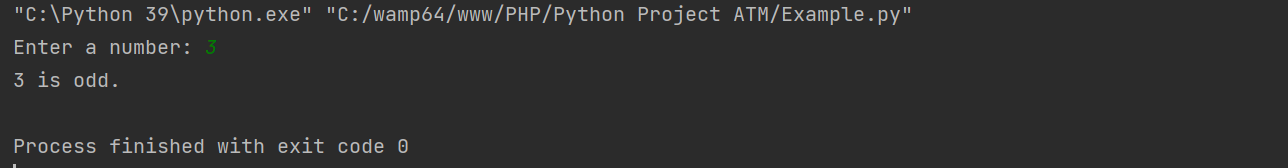 "C:\Python 39\python.exe" "C:/wamp64/www/PHP/Python Project ATM/Example.py"
Enter a number: 3
3 is odd.
Process finished with exit code 0